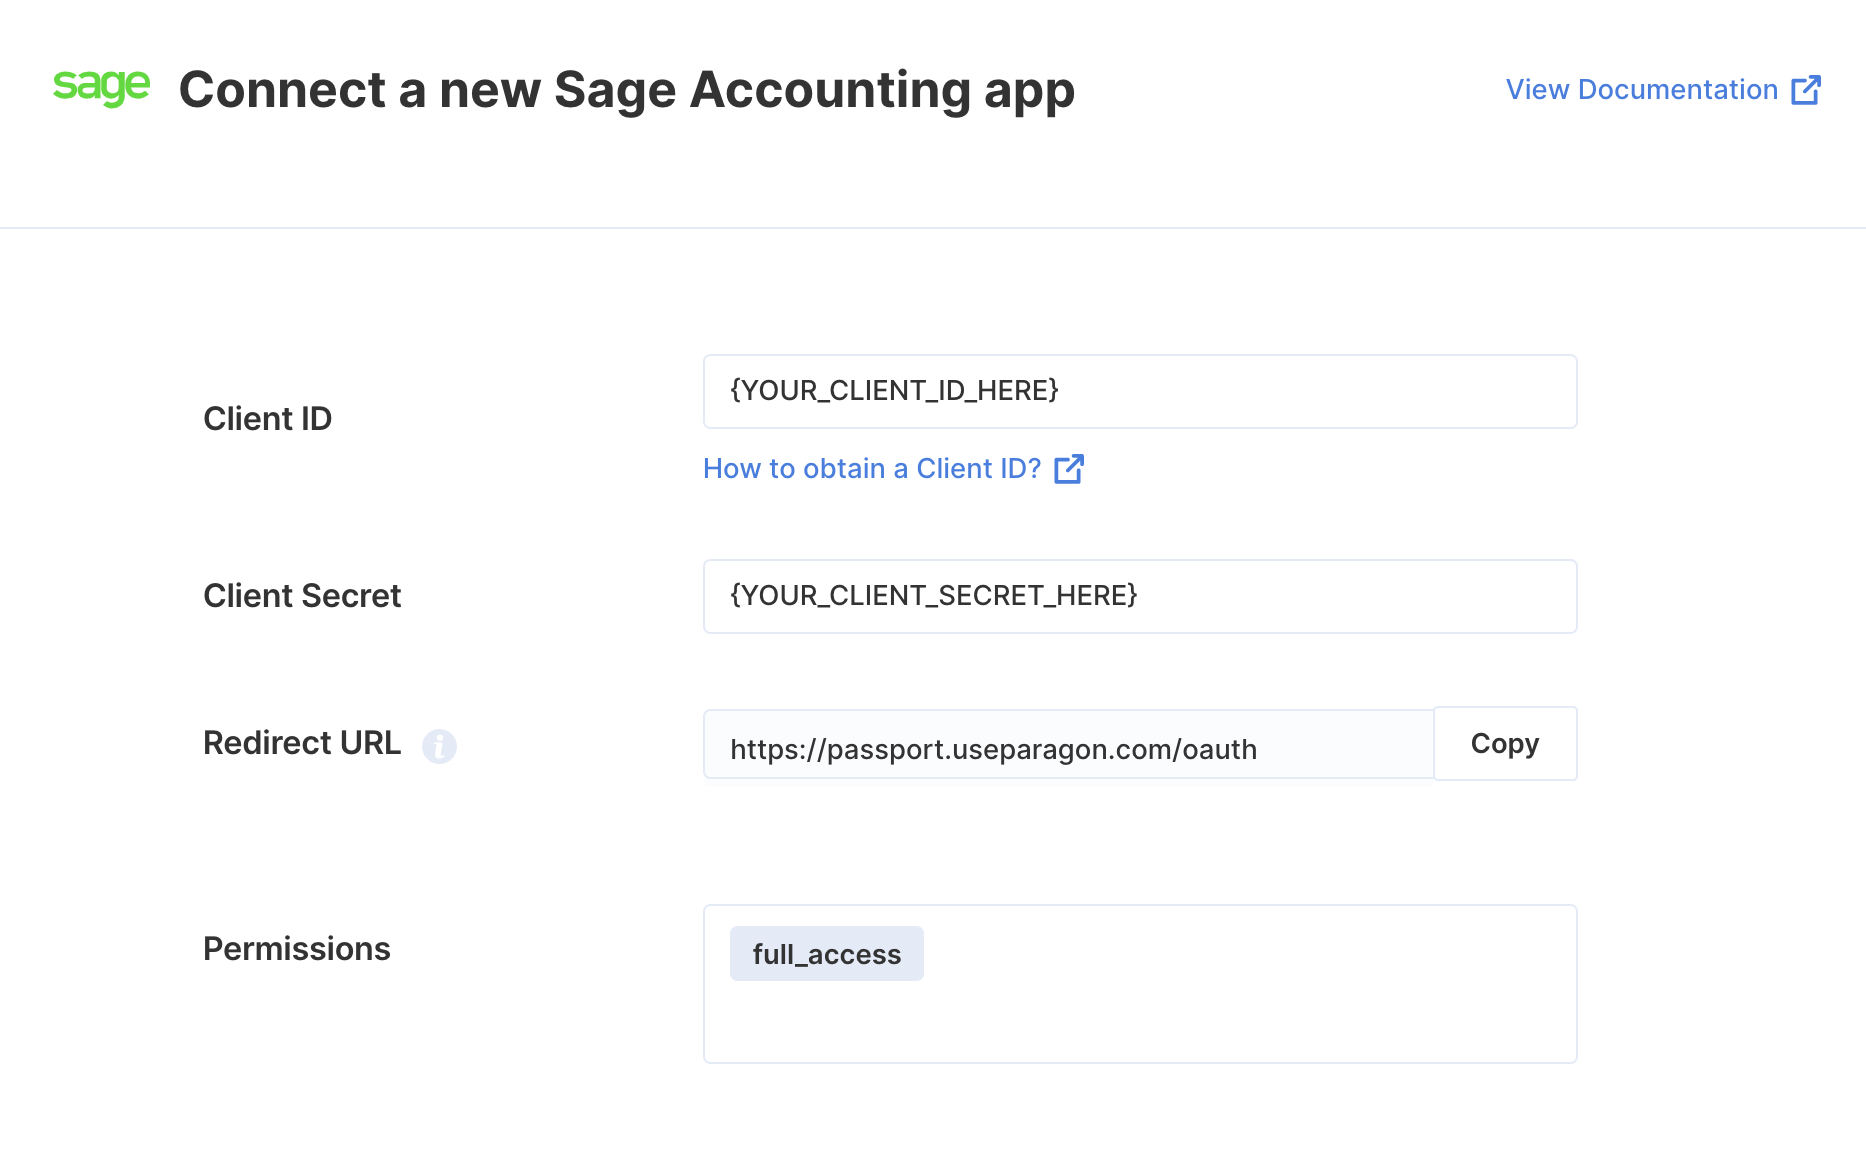 sage
Connect a new Sage Accounting app
View Documentation
Client ID
{YOUR_CLIENT_ID_HERE}
How to obtain a Client ID?
Client Secret
{YOUR_CLIENT_SECRET_HERE}
Redirect URL i
https://passport.useparagon.com/oauth
Copy
Permissions
full_access